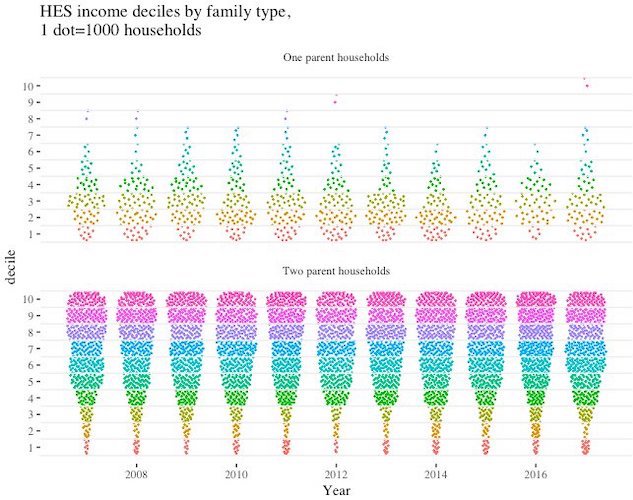 HES income deciles by family type,
1 dot=1000 households
One parent households
10
9
8
7
6
5
4
3
2
1
decile
Two parent households
10
9
8
7
6
5
4
3
2
1
2008 2010 2012 2014 2016
Year